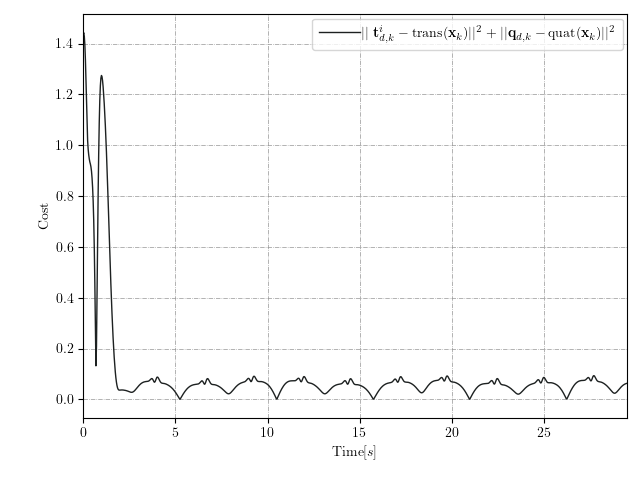 || t^i_{d,k} − trans(x_k)||^2 + ||q_{d,k} − quat(x_k)||^2
1.4
1.2
1.0
0.8
0.6
0.4
0.2
0.0
Cost
0 5 10 15 20 25
Time[s]